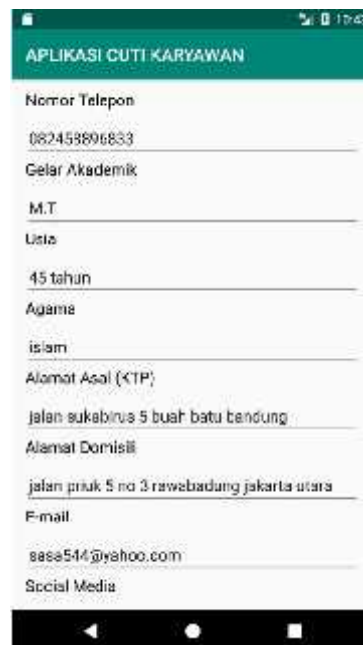 APLIKASI CUTI KARYAWAN
Nomor Telepon
082458896833
Gelar Akademik
M.T
Usia
45 tahun
Agama
islam
Alamat Asal (KTP)
jalan sukabirus 5 buah batu bandung
Alamat Domisili
jalan priuk 5 no 3 rawabadung jakarta utara
E-mail
sasa544@yahoo.com
Social Media